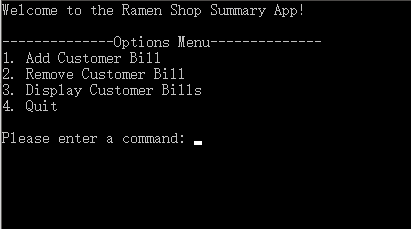 Welcome to the Ramen Shop Summary App!
--------------Options Menu--------------
1. Add Customer Bill
2. Remove Customer Bill
3. Display Customer Bills
4. Quit
Please enter a command: